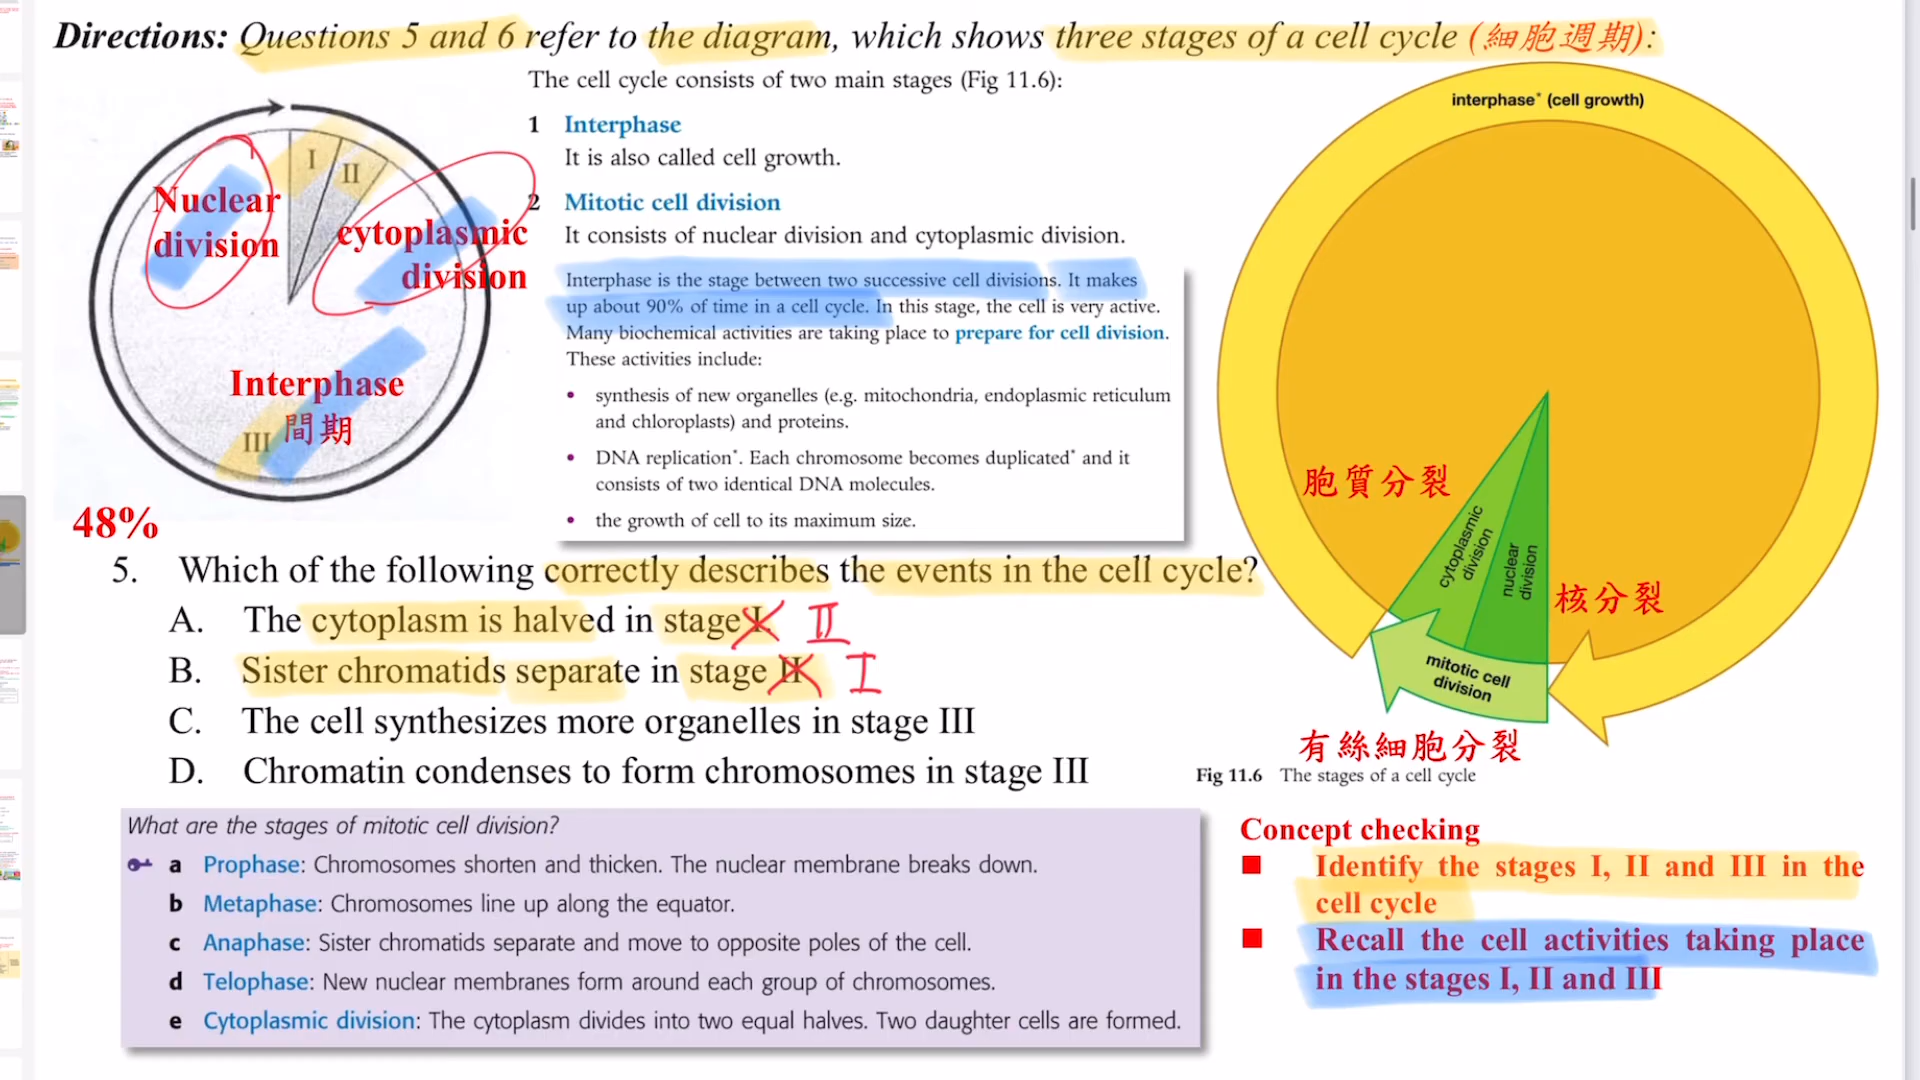 Directions: Questions 5 and 6 refer to the diagram, which shows three stages of a cell cycle (細胞週期):
The cell cycle consists of two main stages (Fig 11.6):
1 Interphase
It is also called cell growth.
2 Mitotic cell division
It consists of nuclear division and cytoplasmic division.
Interphase is the stage between two successive cell divisions. It makes
up about 90% of time in a cell cycle. In this stage, the cell is very active.
Many biochemical activities are taking place to prepare for cell division.
These activities include:
• synthesis of new organelles (e.g. mitochondria, endoplasmic reticulum
and chloroplasts) and proteins.
• DNA replication*. Each chromosome becomes duplicated* and it
consists of two identical DNA molecules.
• the growth of cell to its maximum size.
I
II
Nuclear
division
cytoplasmic
division
Interphase
間期
III
48%
interphase* (cell growth)
胞質分裂
cytoplasmic
division
nuclear
division
核分裂
mitotic cell
division
有絲細胞分裂
Fig 11.6 The stages of a cell cycle
5. Which of the following correctly describes the events in the cell cycle?
A. The cytoplasm is halved in stage I. II
B. Sister chromatids separate in stage II I
C. The cell synthesizes more organelles in stage III
D. Chromatin condenses to form chromosomes in stage III
What are the stages of mitotic cell division?
a Prophase: Chromosomes shorten and thicken. The nuclear membrane breaks down.
b Metaphase: Chromosomes line up along the equator.
c Anaphase: Sister chromatids separate and move to opposite poles of the cell.
d Telophase: New nuclear membranes form around each group of chromosomes.
e Cytoplasmic division: The cytoplasm divides into two equal halves. Two daughter cells are formed.
Concept checking
■ Identify the stages I, II and III in the
cell cycle
■ Recall the cell activities taking place
in the stages I, II and III